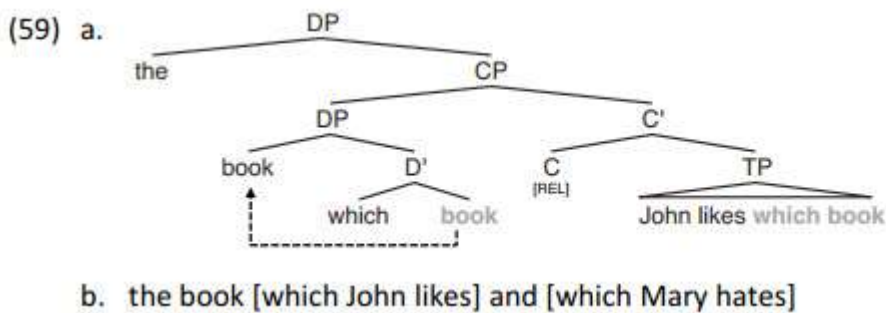 (59) a. DP
the CP
DP C'
book D' C TP
[REL]
which book John likes which book
b. the book [which John likes] and [which Mary hates]